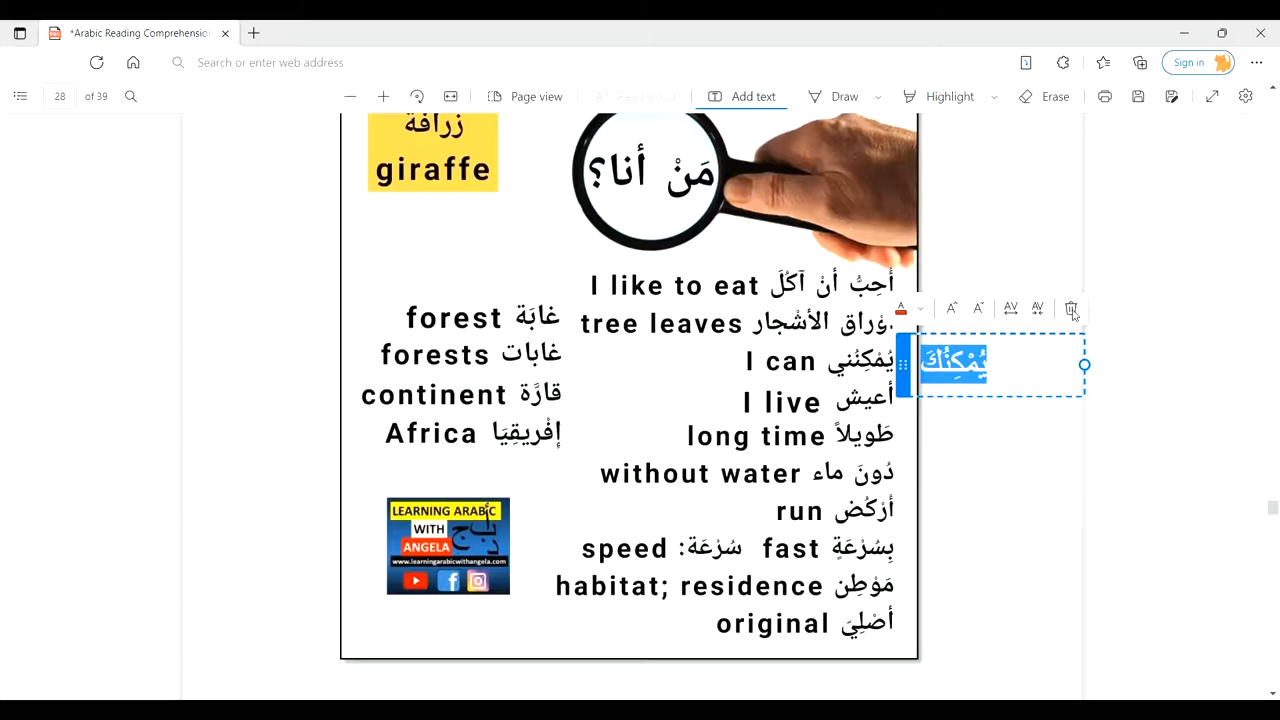 *Arabic Reading Comprehensio
Search or enter web address
Sign in
28 of 39
Page view
Add text
Draw
Highlight
Erase
زَرافَة
giraffe
مَنْ أنا؟
أُحِبُّ أنْ آكُلَ I like to eat
الأشْجار tree leaves
يُمْكِنُني I can
أعيش I live
طَويلاً long time
دُونَ ماء without water
أرْكُض run
بِسُرْعَةٍ fast سُرْعَة: speed
مَوْطِن habitat; residence
أصْلِيَ original
غابَة forest
غابات forests
قارَّة continent
إفْريقِيَا Africa
يُمْكِنُكَ
LEARNING ARABIC
WITH
ANGELA
أ ب ج د
www.learningarabicwithangela.com